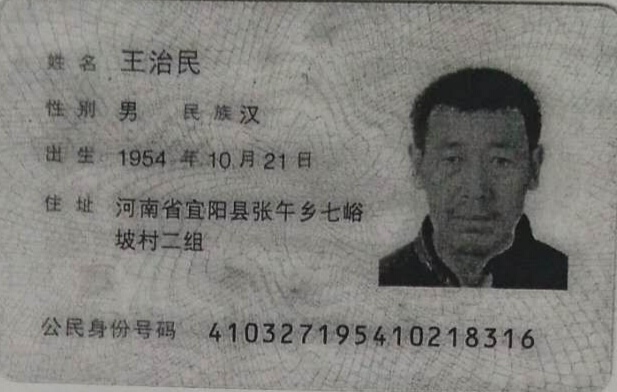 姓名 王治民
性别 男 民族 汉
出生 1954 年 10 月 21 日
住址 河南省宜阳县张午乡七峪
坡村二组
公民身份号码 410327195410218316